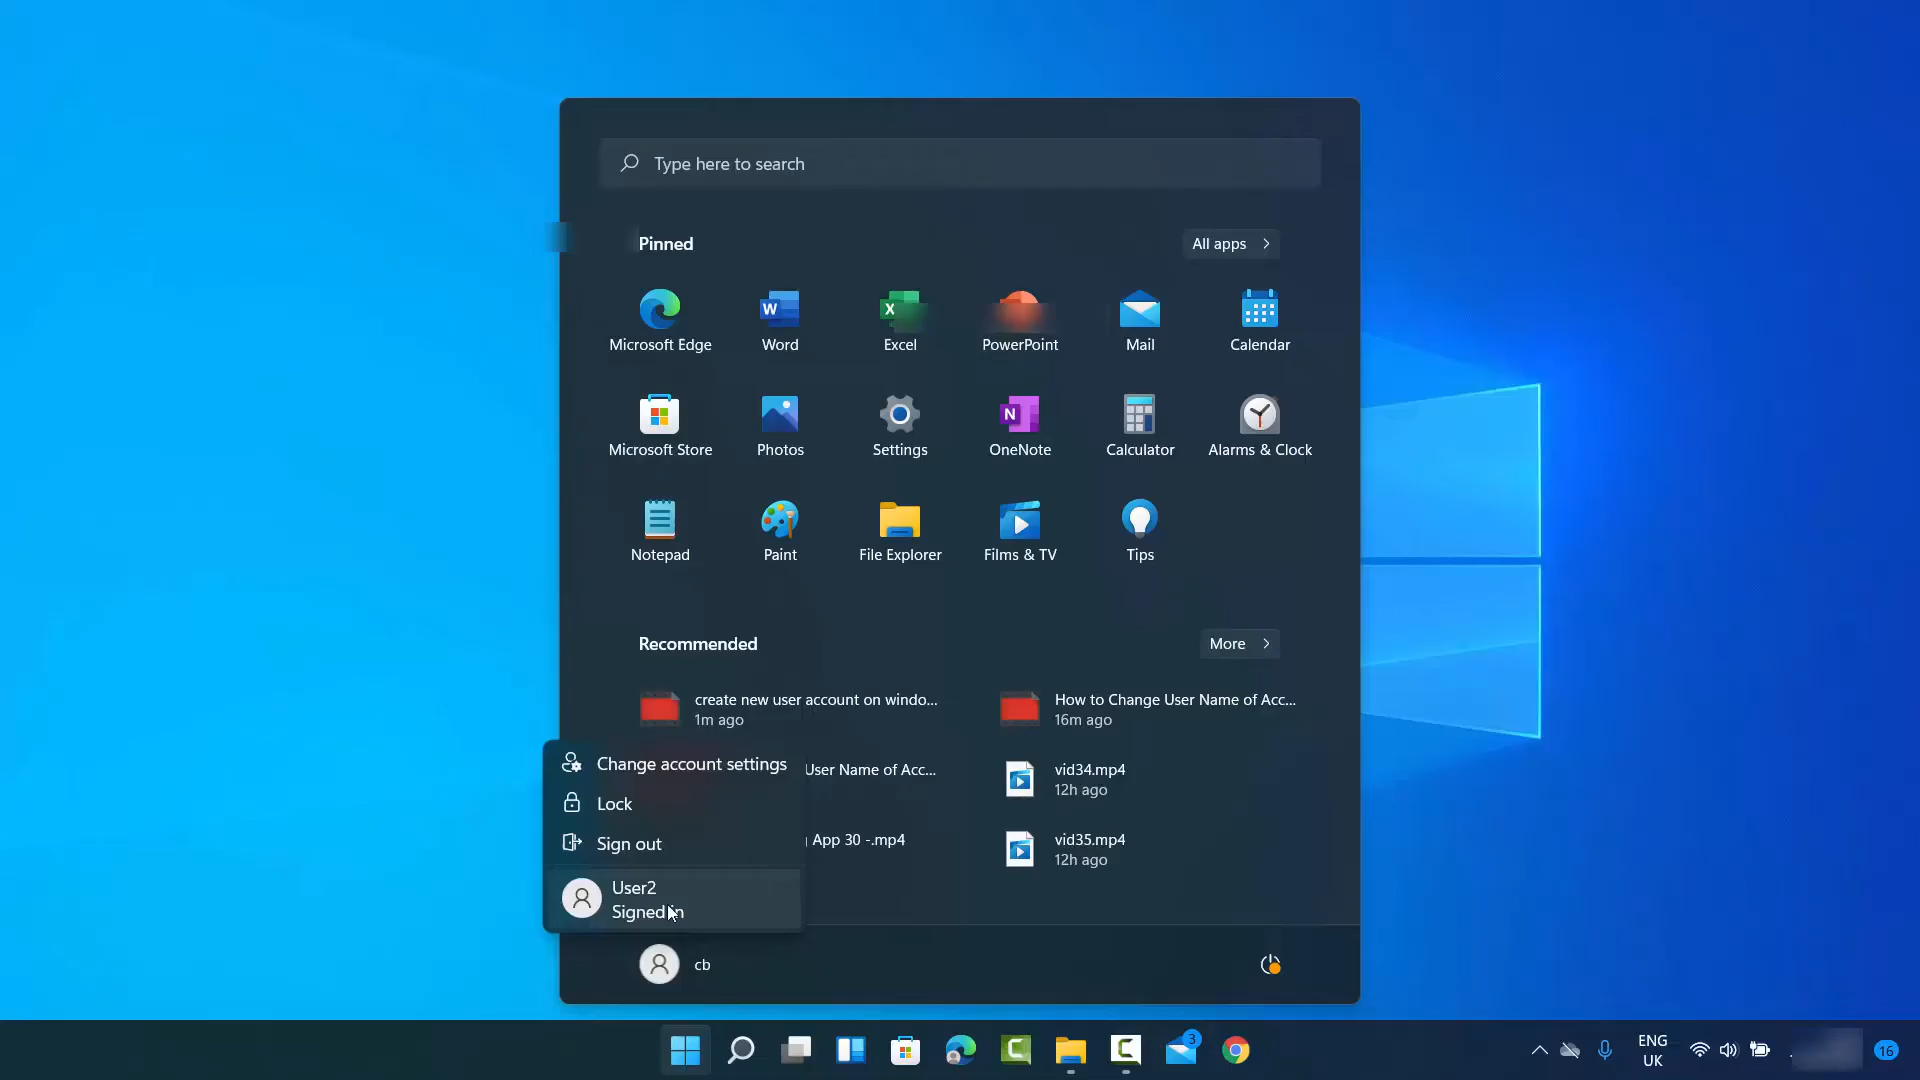 Type here to search
Pinned
All apps
Microsoft Edge
Word
Excel
PowerPoint
Mail
Calendar
Microsoft Store
Photos
Settings
OneNote
Calculator
Alarms & Clock
Notepad
Paint
File Explorer
Films & TV
Tips
Recommended
More
create new user account on windo...
1m ago
How to Change User Name of Acc...
16m ago
Change account settings
User Name of Acc...
vid34.mp4
12h ago
Lock
Sign out
App 30 -.mp4
vid35.mp4
12h ago
User2
Signed in
cb
3
ENG
UK
16